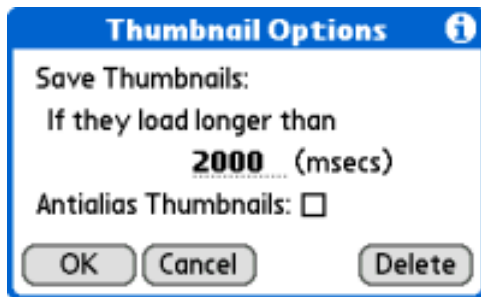 Thumbnail Options i
Save Thumbnails:
If they load longer than
2000 (msecs)
Antialias Thumbnails:
OK Cancel Delete